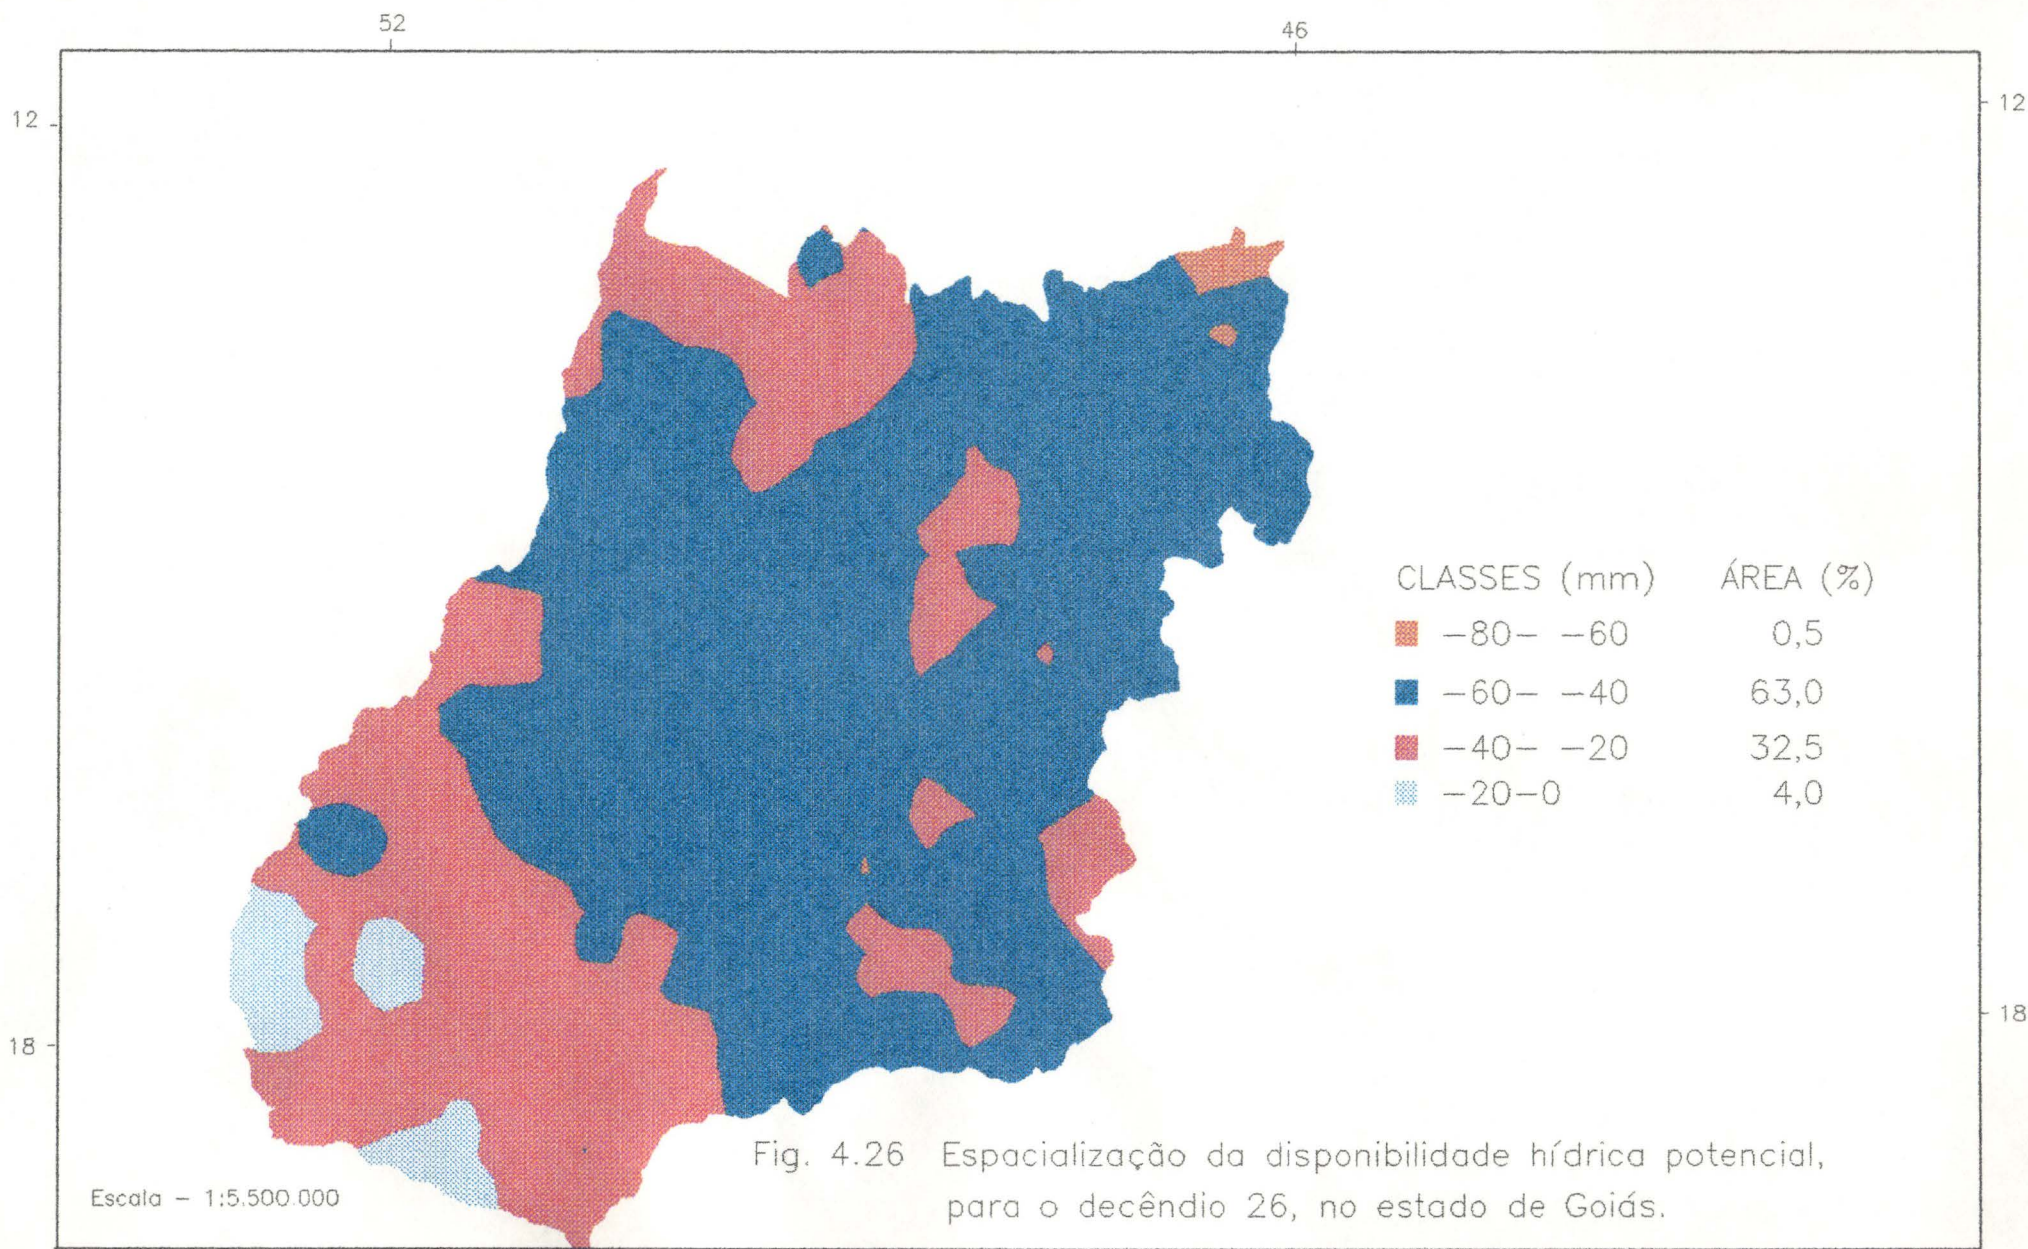 52 46
12 12
CLASSES (mm) ÁREA (%)
−80− −60 0,5
−60− −40 63,0
−40− −20 32,5
−20−0 4,0
18 18
Fig. 4.26 Espacialização da disponibilidade hídrica potencial,
para o decêndio 26, no estado de Goiás.
Escala − 1:5.500.000